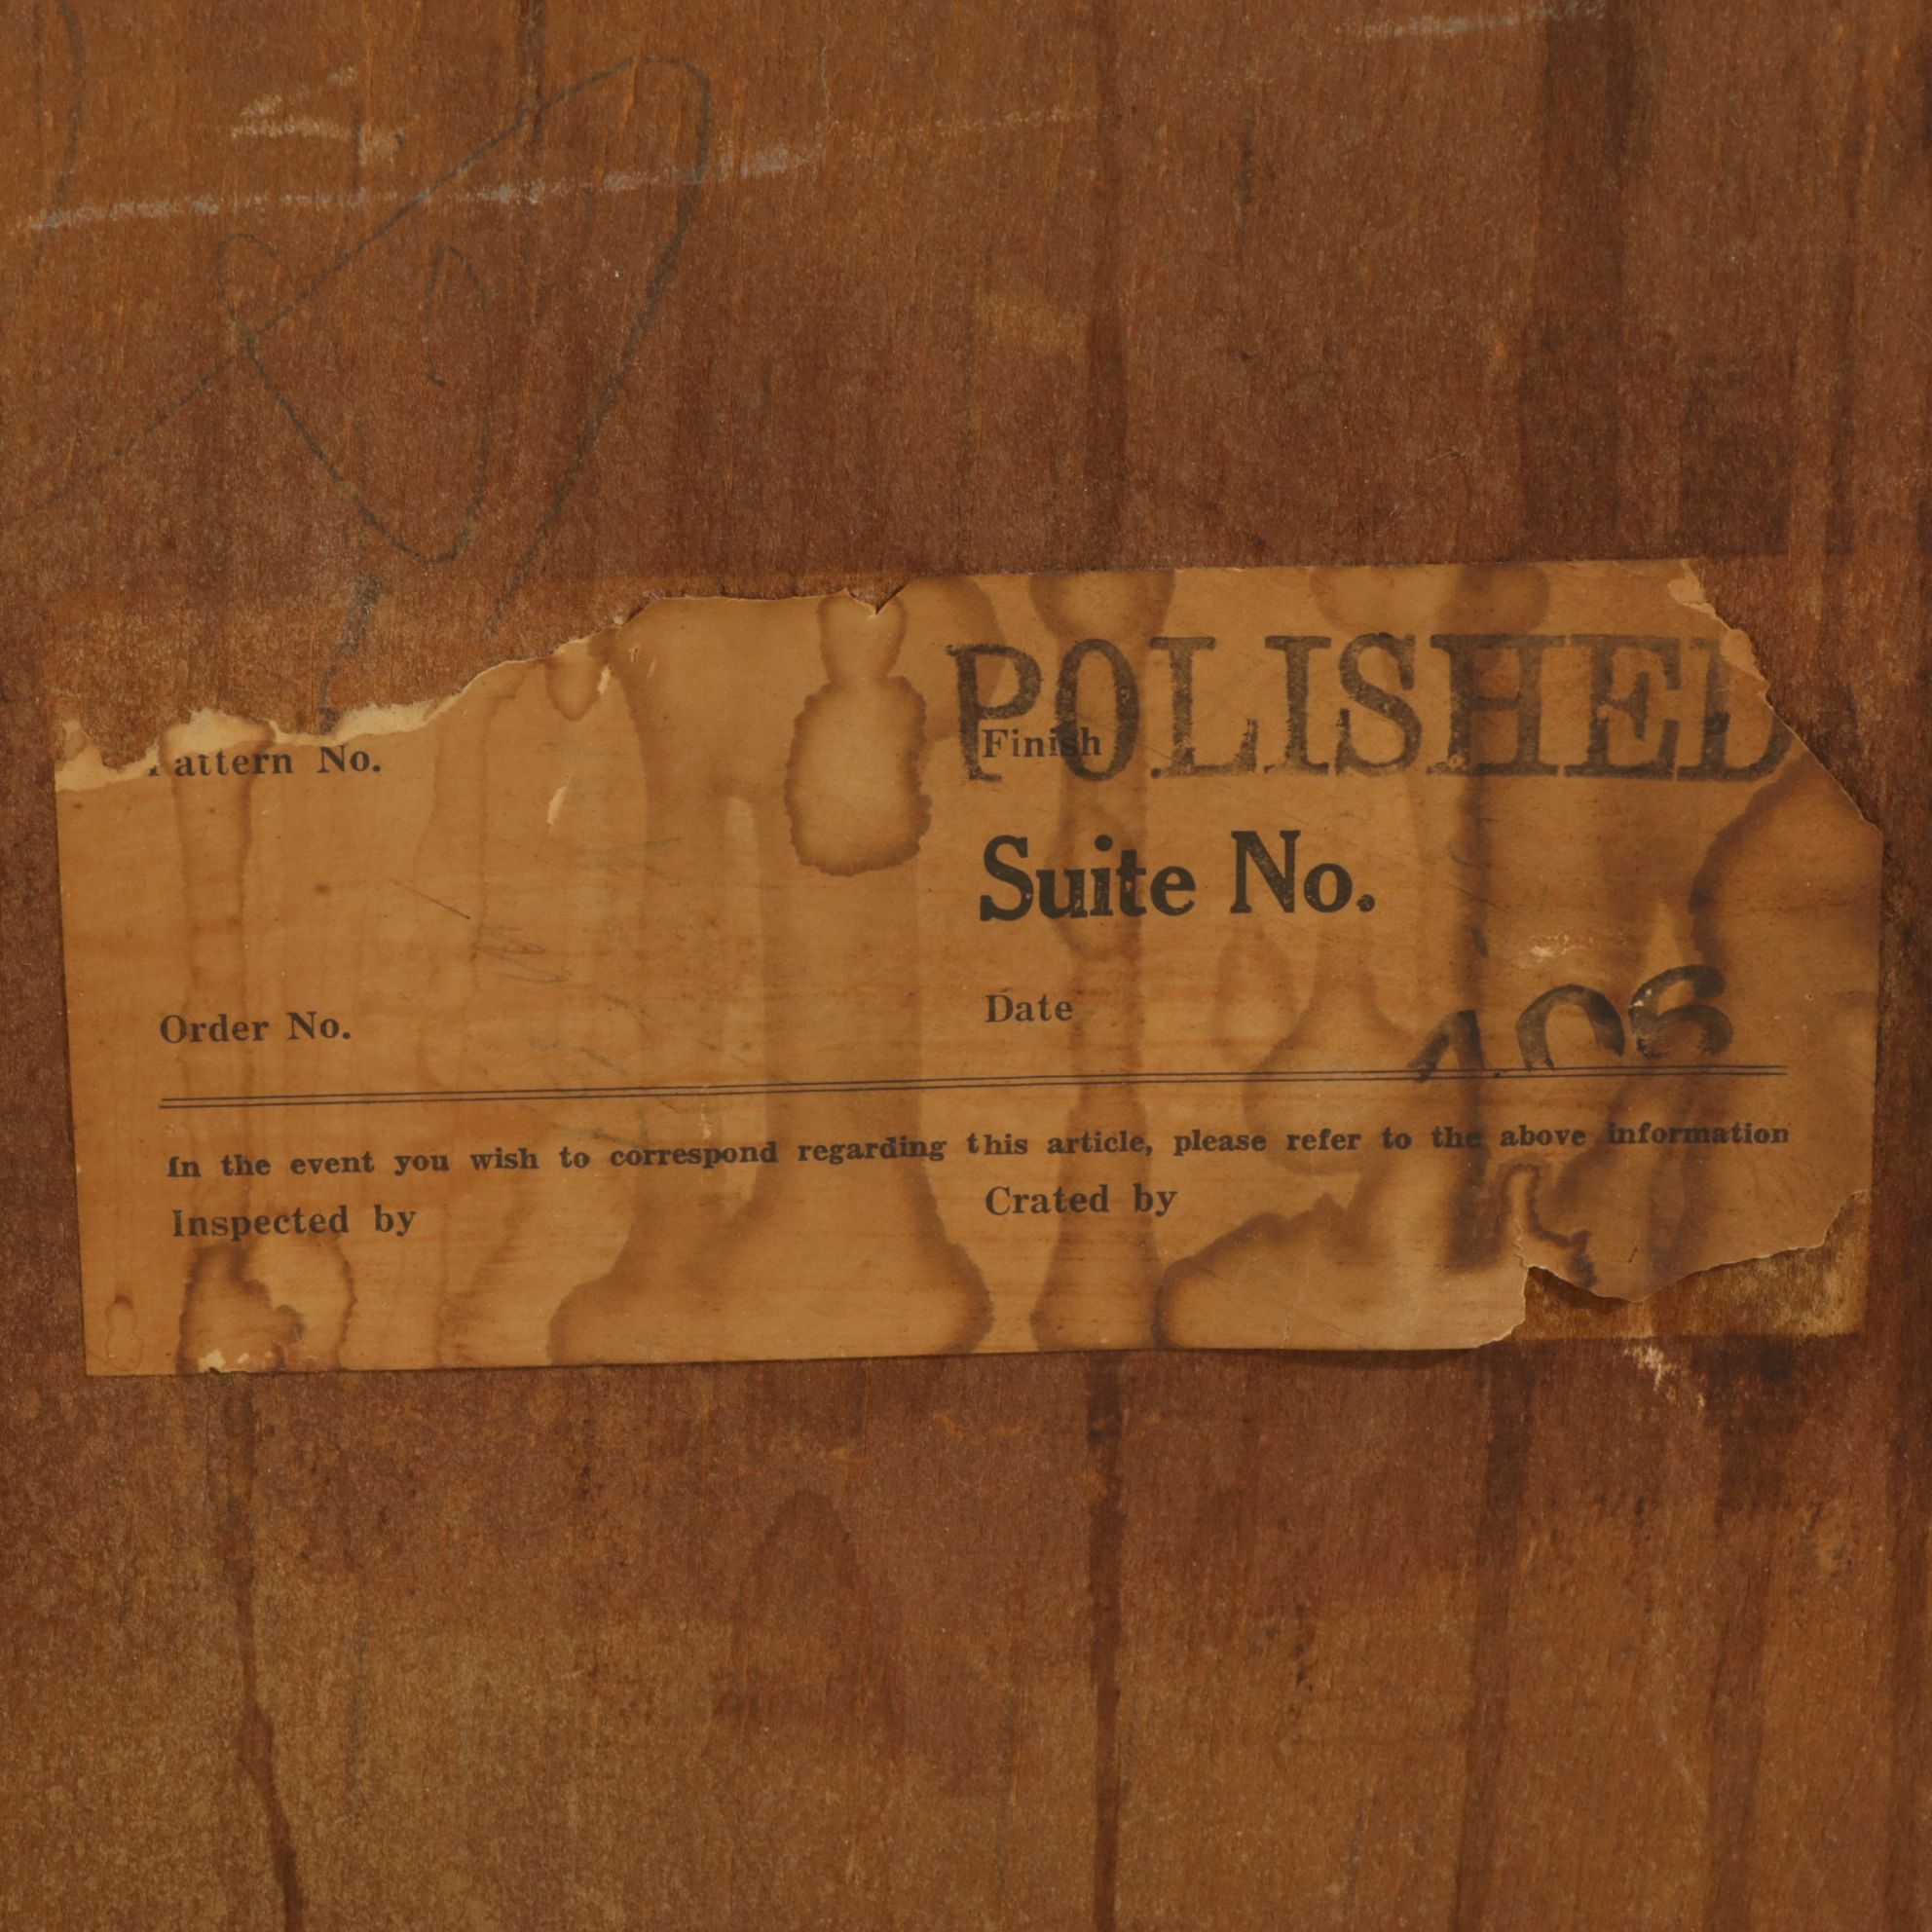 POLISHED
Pattern No. Finish
Suite No.
Order No. Date
In the event you wish to correspond regarding this article, please refer to the above information
Inspected by Crated by